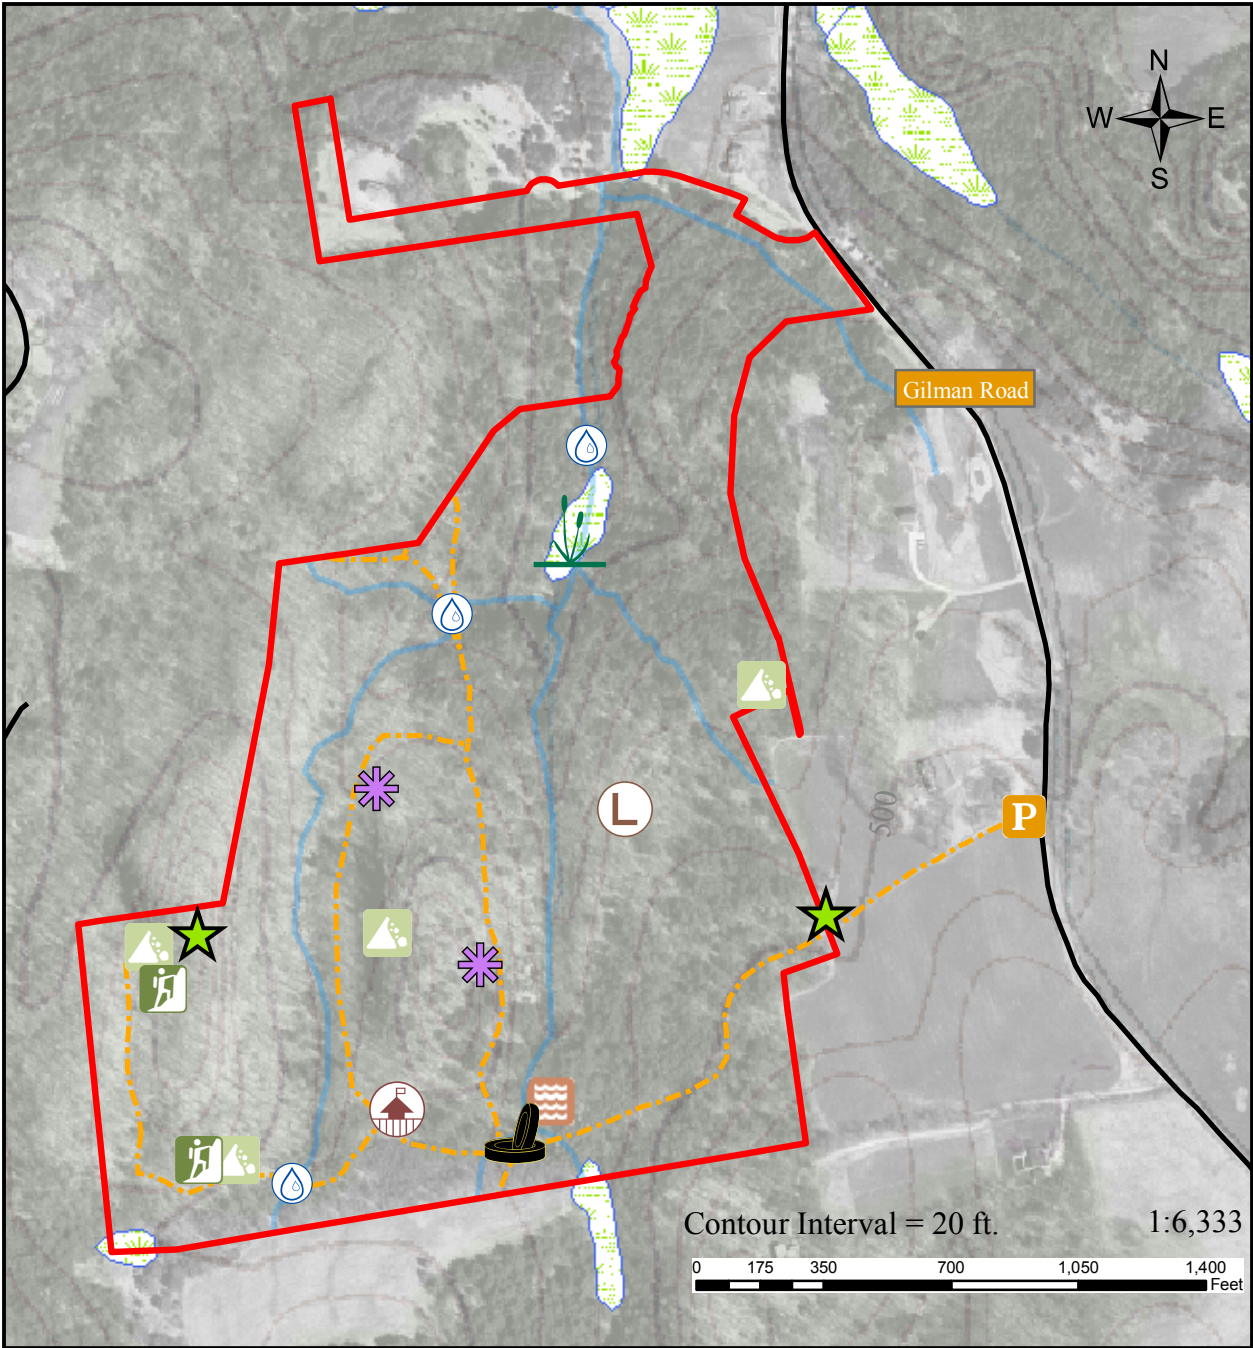 N
W E
S
Gilman Road
L
500
P
Contour Interval = 20 ft. 1:6,333
0 175 350 700 1,050 1,400
Feet